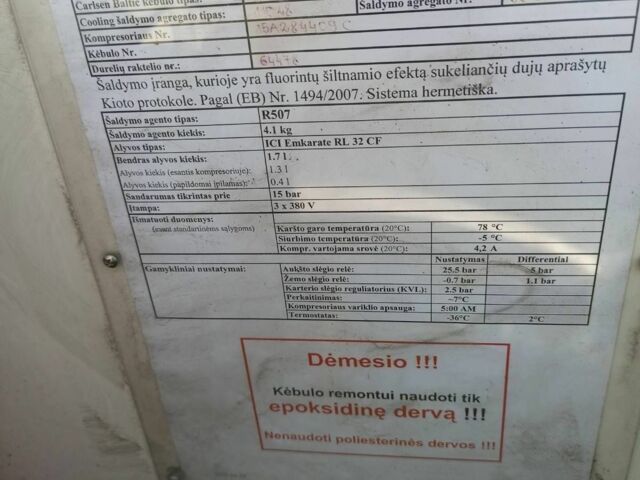 Carlsen Baltic kėbulo tipas:
Cooling šaldymo agregato tipas:
Šaldymo agregato Nr.
Kompresoriaus Nr.
15A284409C
Kėbulo Nr.
Durelių raktelio nr.:
64478
Šaldymo įranga, kurioje yra fluorintų šiltnamio efektą sukeliančių dujų aprašytų
Kioto protokole. Pagal (EB) Nr. 1494/2007. Sistema hermetiška.
Šaldymo agento tipas: R507
Šaldymo agento kiekis: 4.1 kg
Alyvos tipas: ICI Emkarate RL 32 CF
Bendras alyvos kiekis: 1.7 l
Alyvos kiekis (esantis kompresoriuje): 1.3 l
Alyvos kiekis (papildomai įpilamas): 0.4 l
Sandarumas tikrintas prie 15 bar
Įtampa: 3 x 380 V
Išmatuoti duomenys:
(esant standartinėms sąlygoms)
Karšto garo temperatūra (20°C): 78 °C
Siurbimo temperatūra (20°C): -5 °C
Kompr. vartojama srovė (20°C): 4,2 A
Nustatymas Differential
Gamykliniai nustatymai: Aukšto slėgio relė: 25.5 bar 5 bar
Žemo slėgio relė: -0.7 bar 1.1 bar
Karterio slėgio reguliatorius (KVL): 2.5 bar
Perkaitinimas: ~7°C
Kompresoriaus variklio apsauga: 5:00 AM
Termostatas: -36°C 2°C
Dėmesio !!!
Kėbulo remontui naudoti tik
epoksidinę dervą !!!
Nenaudoti poliesterinės dervos !!!